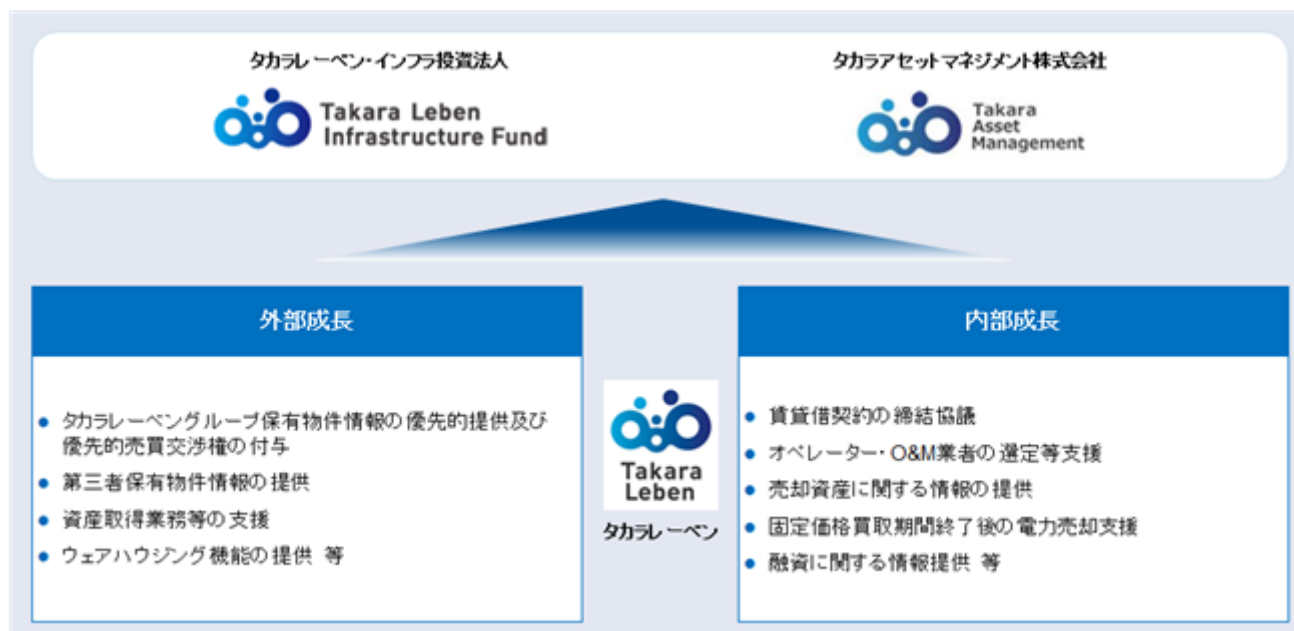 タカラレーベン・インフラ投資法人
Takara Leben
Infrastructure Fund
タカラアセットマネジメント株式会社
Takara
Asset
Management
外部成長
● タカラレーベングループ保有物件情報の優先的提供及び
優先的売買交渉権の付与
● 第三者保有物件情報の提供
● 資産取得業務等の支援
● ウェアハウジング機能の提供 等
Takara
Leben
タカラレーベン
内部成長
● 賃貸借契約の締結協議
● オペレーター・O&M業者の選定等支援
● 売却資産に関する情報の提供
● 固定価格買取期間終了後の電力売却支援
● 融資に関する情報提供 等